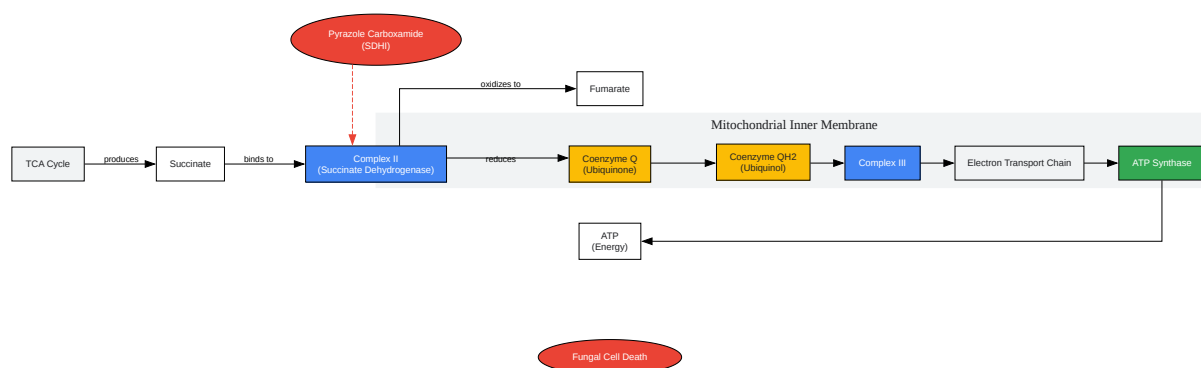 Pyrazole Carboxamide
(SDHI)
oxidizes to
Fumarate
Mitochondrial Inner Membrane
TCA Cycle
produces
Succinate
binds to
Complex II
(Succinate Dehydrogenase)
reduces
Coenzyme Q
(Ubiquinone)
Coenzyme QH2
(Ubiquinol)
Complex III
Electron Transport Chain
ATP Synthase
ATP
(Energy)
Fungal Cell Death